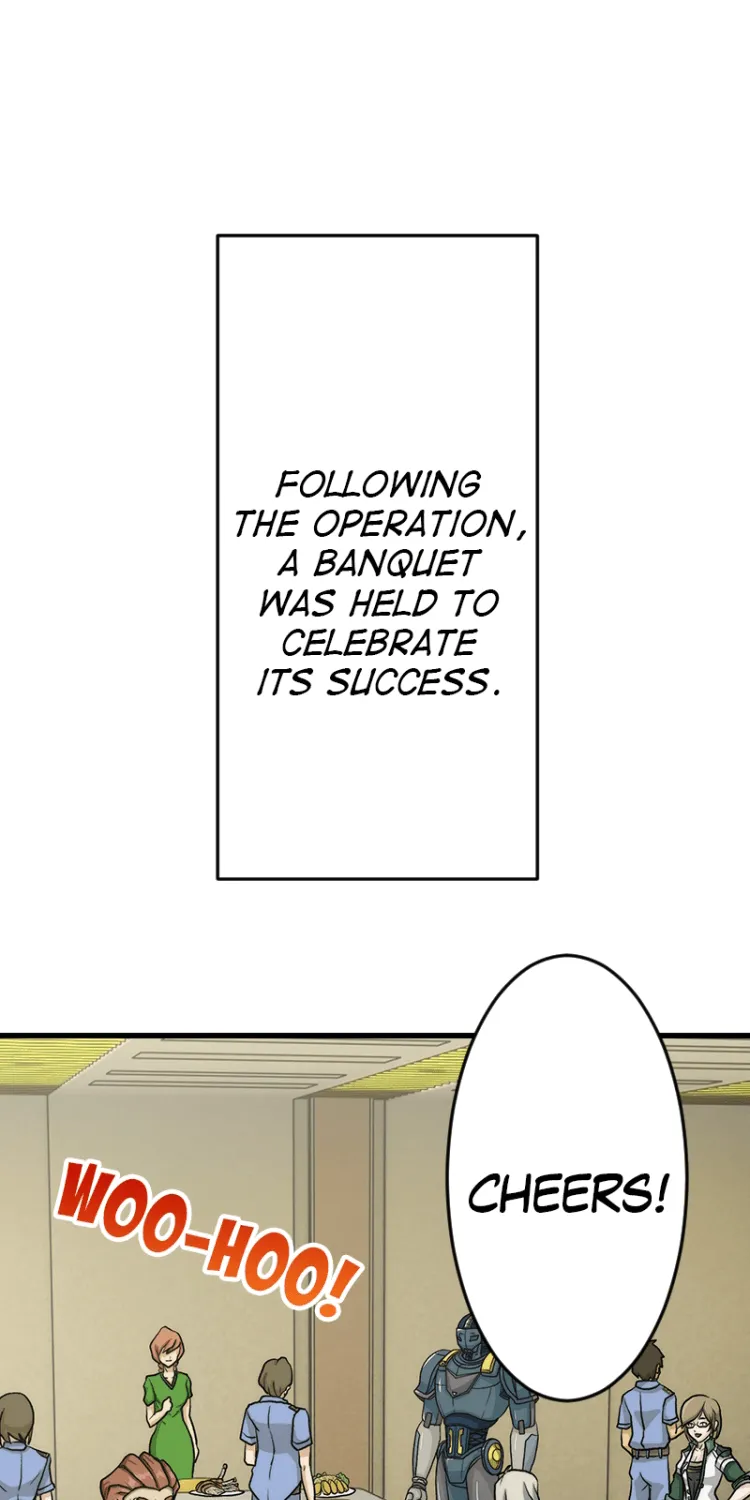 FOLLOWING
THE OPERATION,
A BANQUET
WAS HELD TO
CELEBRATE
ITS SUCCESS.
CHEERS!
WOO-HOO!